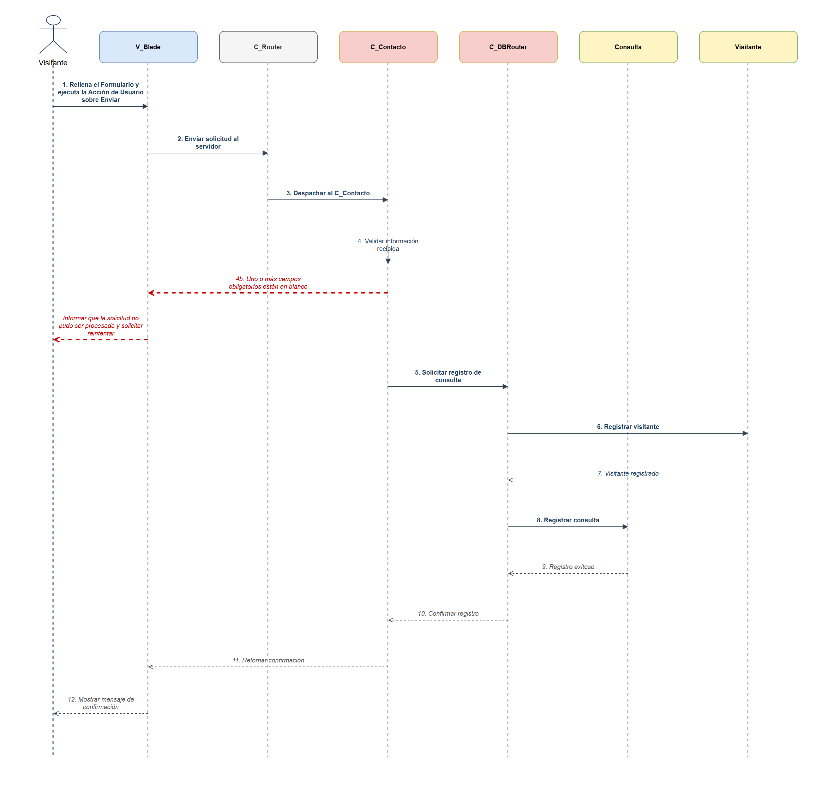 V_Blade
C_Router
C_Contacto
C_DBRouter
Consulta
Visitante
Visitante
1. Rellena el Formulario y
ejecuta la Acción de Usuario
sobre Enviar
2. Enviar solicitud al
servidor
3. Despachar al C_Contacto
4. Validar información
recibida
4b. Uno o más campos
obligatorios están en blanco
Informar que la solicitud no
pudo ser procesada y solicitar
reintentar
5. Solicitar registro de
consulta
6. Registrar visitante
7. Visitante registrado
8. Registrar consulta
9. Registro exitoso
10. Confirmar registro
11. Retornar confirmación
12. Mostrar mensaje de
confirmación